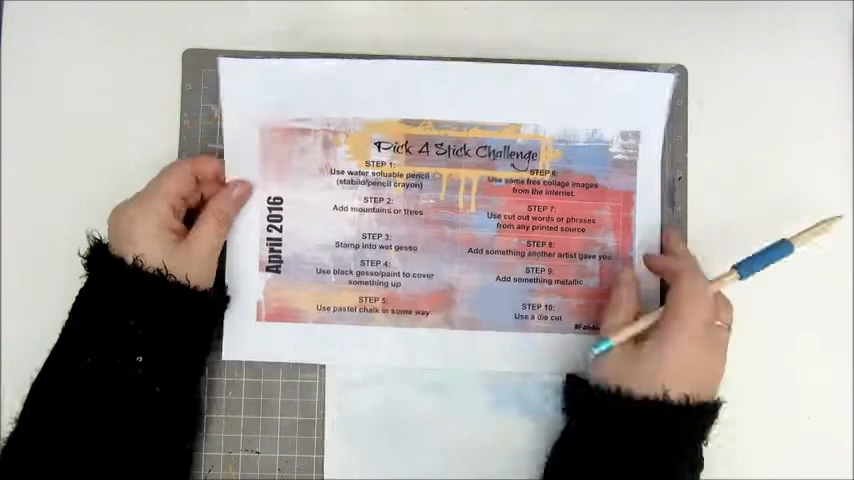 Pick A Stick Challenge
April 2016
STEP 1:
Use water soluable pencil
(stabilo/pencil crayon)
STEP 2:
Add mountains or trees
STEP 3:
Stamp into wet gesso
STEP 4:
Use black gesso/paint to cover
something up
STEP 5:
Use pastel chalk in some way
STEP 6:
Use some free collage images
from the internet.
STEP 7:
Use cut out words or phrases
from any printed source
STEP 8:
Add something another artist gave you
STEP 9:
Add something metallic
STEP 10:
Use a die cut